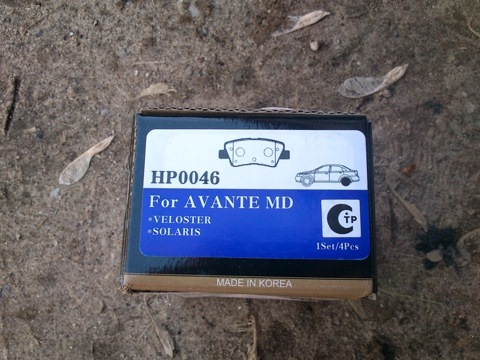 HP0046
For AVANTE MD
*VELOSTER
*SOLARIS
C TP
1Set/4Pcs
MADE IN KOREA